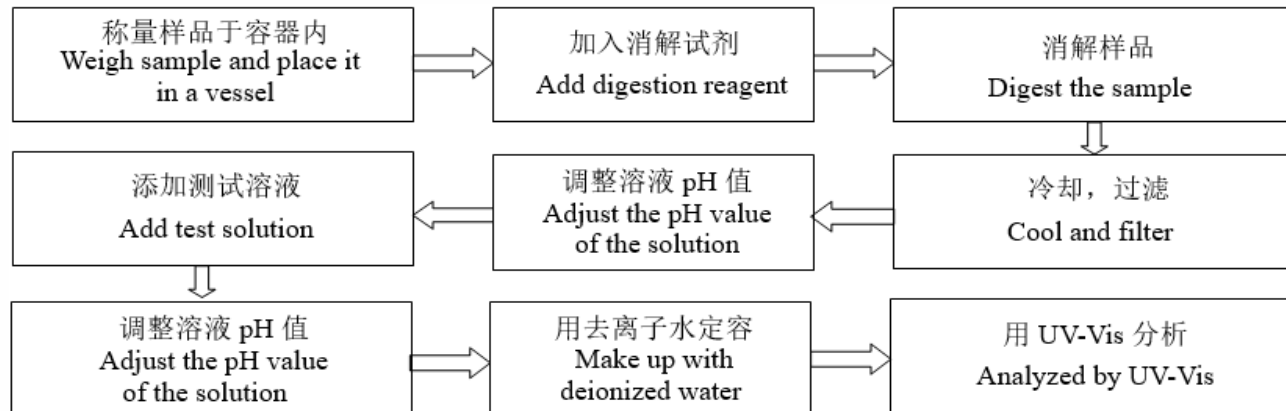 称量样品于容器内
Weigh sample and place it
in a vessel
加入消解试剂
Add digestion reagent
消解样品
Digest the sample
冷却，过滤
Cool and filter
调整溶液 pH 值
Adjust the pH value
of the solution
添加测试溶液
Add test solution
调整溶液 pH 值
Adjust the pH value
of the solution
用去离子水定容
Make up with
deionized water
用 UV-Vis 分析
Analyzed by UV-Vis